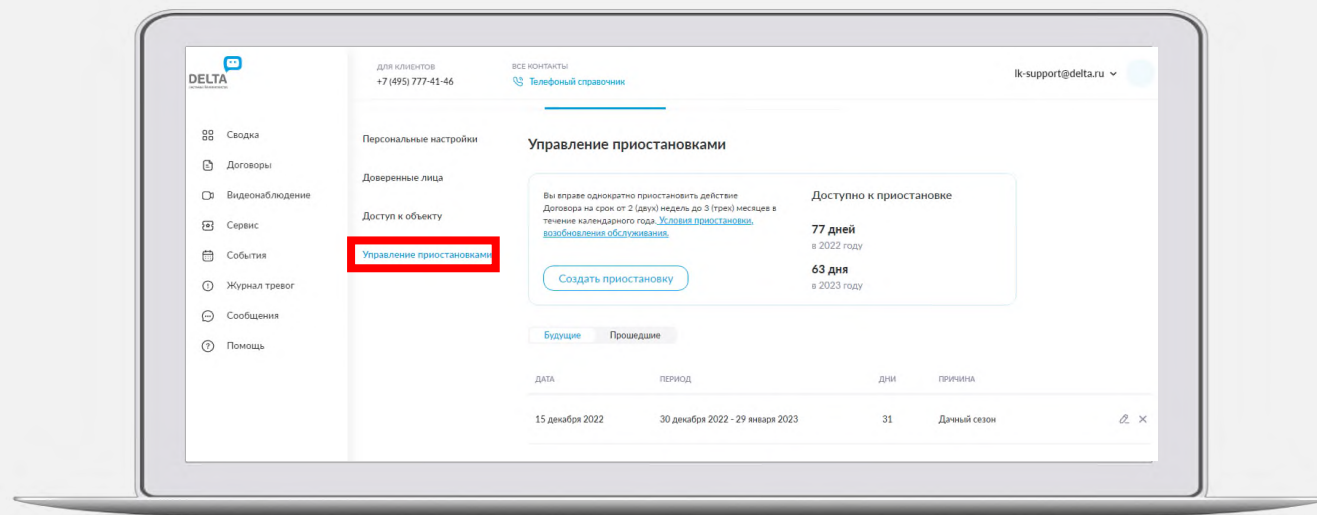 DELTA
ДЛЯ КЛИЕНТОВ
+7 (495) 777-41-46
ВСЕ КОНТАКТЫ
Телефоный справочник
lk-support@delta.ru
Сводка
Договоры
Видеонаблюдение
Сервис
События
Журнал тревог
Сообщения
Помощь
Персональные настройки
Доверенные лица
Доступ к объекту
Управление приостановками
Управление приостановками
Вы вправе однократно приостановить действие
Договора на срок от 2 (двух) недель до 3 (трех) месяцев в
течение календарного года. Условия приостановки,
возобновления обслуживания.
Создать приостановку
Доступно к приостановке
77 дней
в 2022 году
63 дня
в 2023 году
Будущие Прошедшие
ДАТА ПЕРИОД ДНИ ПРИЧИНА
15 декабря 2022 30 декабря 2022 - 29 января 2023 31 Дачный сезон